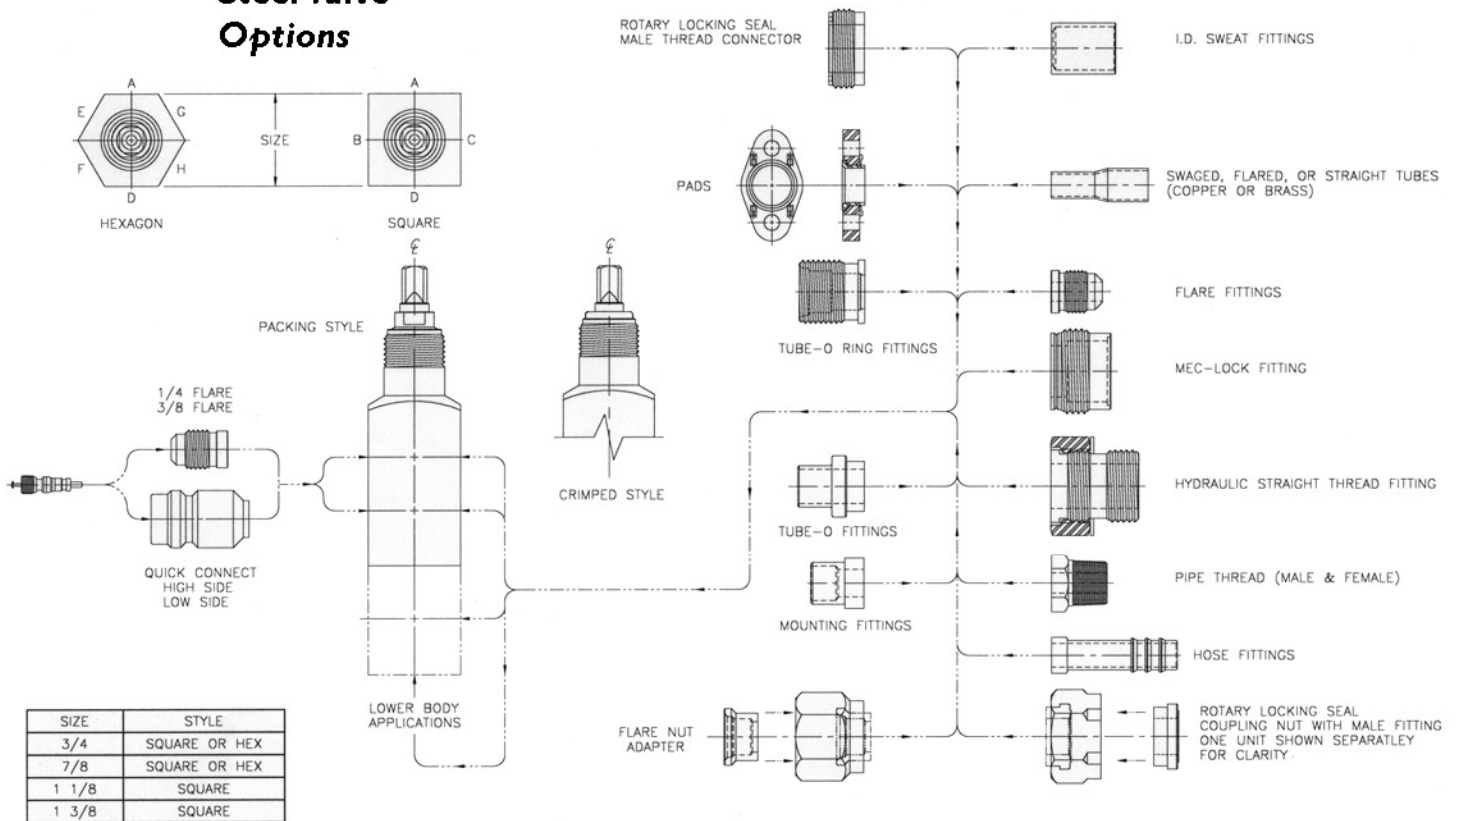 Options
A
E
G
F
H
D
HEXAGON
SIZE
A
B
C
D
SQUARE
℄
℄
PACKING STYLE
CRIMPED STYLE
1/4 FLARE
3/8 FLARE
QUICK CONNECT
HIGH SIDE
LOW SIDE
LOWER BODY
APPLICATIONS
SIZE STYLE
3/4 SQUARE OR HEX
7/8 SQUARE OR HEX
1 1/8 SQUARE
1 3/8 SQUARE
ROTARY LOCKING SEAL
MALE THREAD CONNECTOR
PADS
TUBE-O RING FITTINGS
TUBE-O FITTINGS
MOUNTING FITTINGS
FLARE NUT
ADAPTER
I.D. SWEAT FITTINGS
SWAGED, FLARED, OR STRAIGHT TUBES
(COPPER OR BRASS)
FLARE FITTINGS
MEC-LOCK FITTING
HYDRAULIC STRAIGHT THREAD FITTING
PIPE THREAD (MALE & FEMALE)
HOSE FITTINGS
ROTARY LOCKING SEAL
COUPLING NUT WITH MALE FITTING
ONE UNIT SHOWN SEPARATLEY
FOR CLARITY.